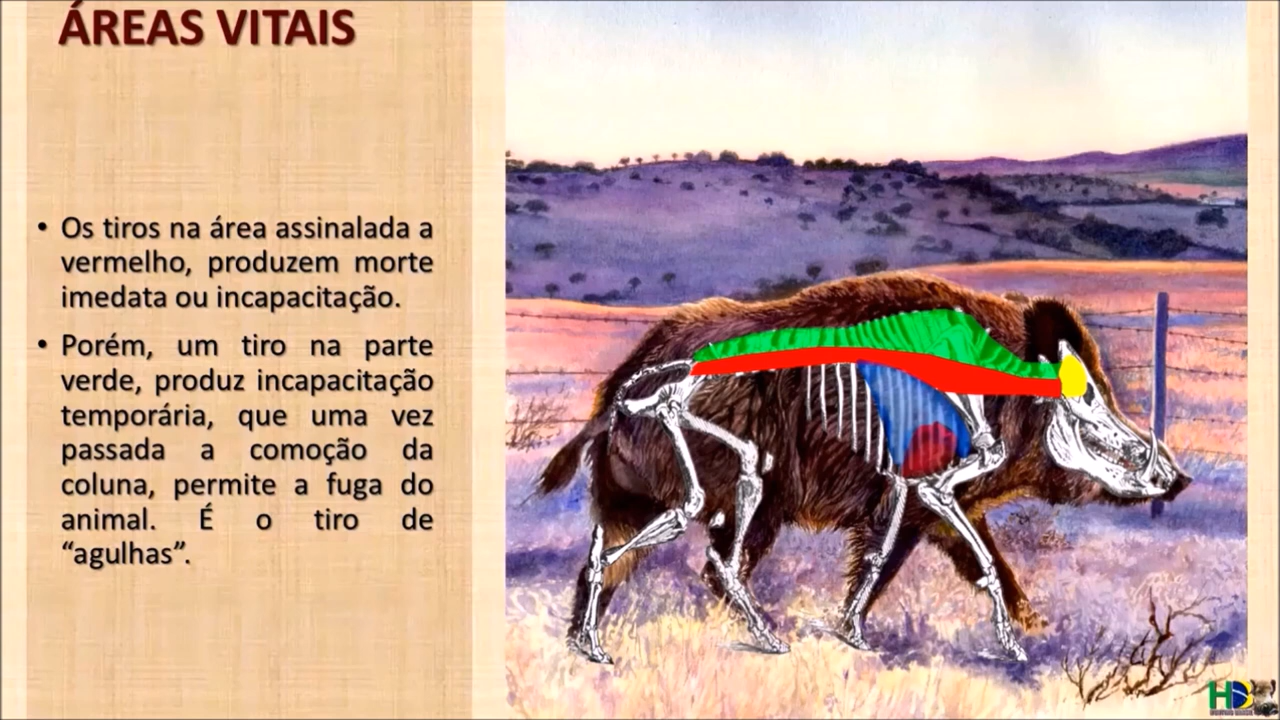 ÁREAS VITAIS
• Os tiros na área assinalada a
vermelho, produzem morte
imedata ou incapacitação.
• Porém, um tiro na parte
verde, produz incapacitação
temporária, que uma vez
passada a comoção da
coluna, permite a fuga do
animal. É o tiro de
“agulhas”.